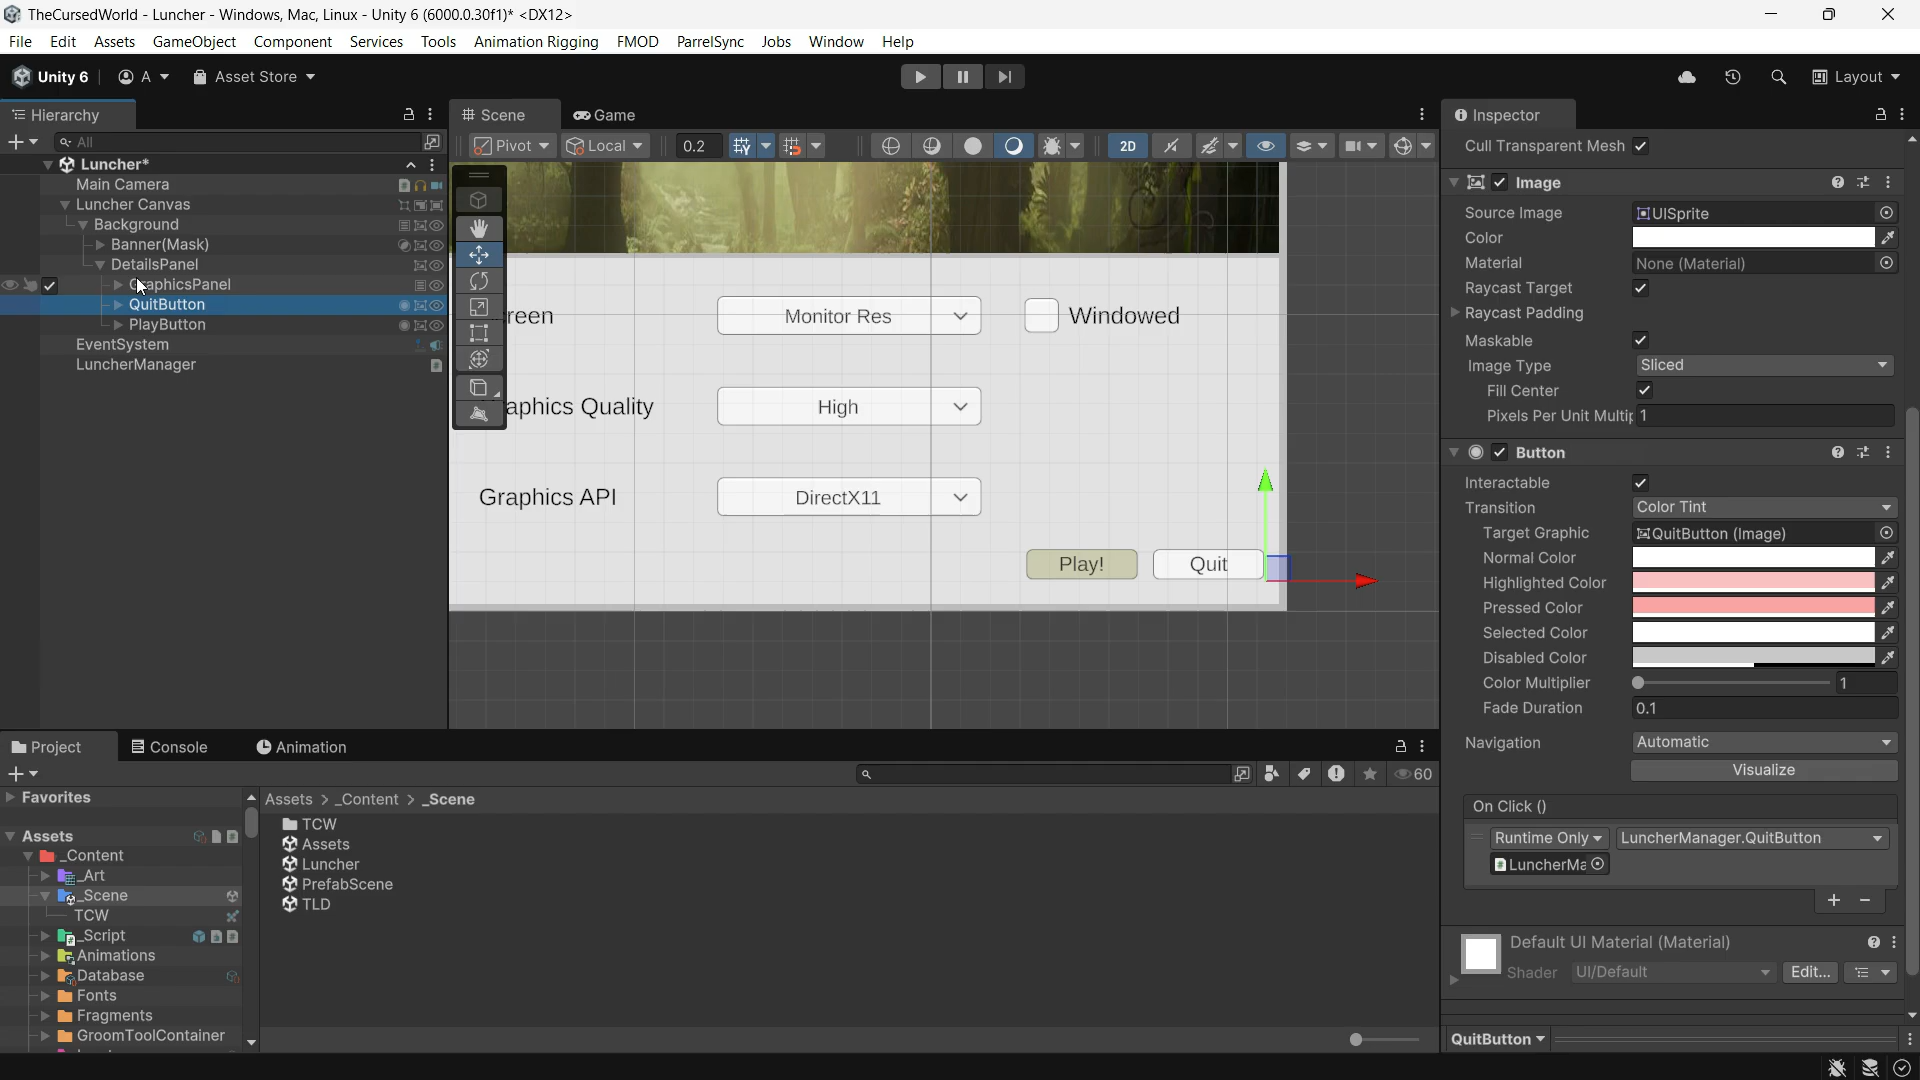 TheCursedWorld - Luncher - Windows, Mac, Linux - Unity 6 (6000.0.30f1)* <DX12>
File Edit Assets GameObject Component Services Tools Animation Rigging FMOD ParrelSync Jobs Window Help
Unity 6 A Asset Store Layout
Hierarchy
All
Luncher*
Main Camera
Luncher Canvas
Background
Banner(Mask)
DetailsPanel
GraphicsPanel
QuitButton
PlayButton
EventSystem
LuncherManager
Scene Game
Pivot Local 0.2 2D
reen Monitor Res Windowed
aphics Quality High
Graphics API DirectX11
Play! Quit
Inspector
Cull Transparent Mesh
Image
Source Image UISprite
Color
Material None (Material)
Raycast Target
Raycast Padding
Maskable
Image Type Sliced
Fill Center
Pixels Per Unit Multip 1
Button
Interactable
Transition Color Tint
Target Graphic QuitButton (Image)
Normal Color
Highlighted Color
Pressed Color
Selected Color
Disabled Color
Color Multiplier 1
Fade Duration 0.1
Navigation Automatic
Visualize
On Click ()
Runtime Only LuncherManager.QuitButton
LuncherMa
Default UI Material (Material)
Shader UI/Default Edit...
QuitButton
Project Console Animation
60
Favorites
Assets
_Content
_Art
_Scene
TCW
_Script
Animations
Database
Fonts
Fragments
GroomToolContainer
Assets > _Content > _Scene
TCW
Assets
Luncher
PrefabScene
TLD